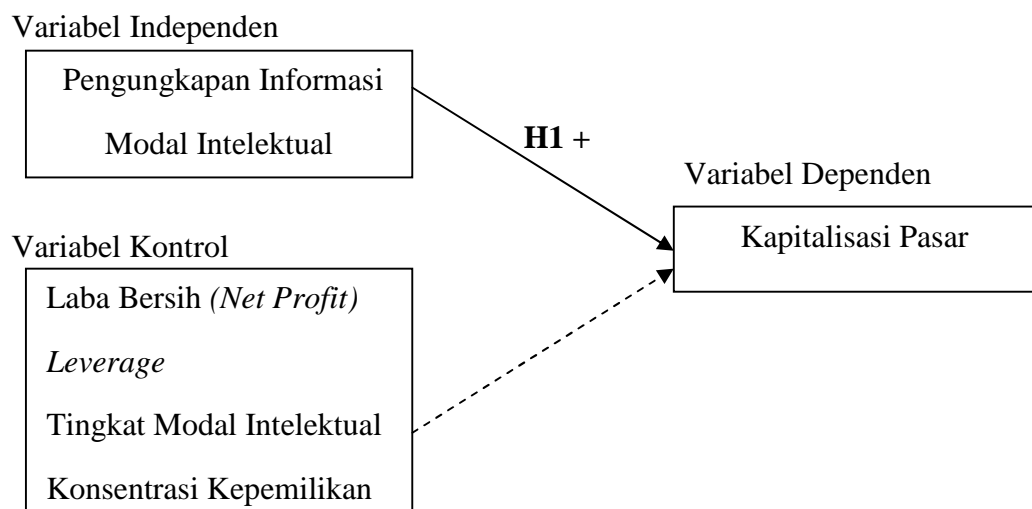 Variabel Independen
Pengungkapan Informasi
Modal Intelektual
H1 +
Variabel Dependen
Kapitalisasi Pasar
Variabel Kontrol
Laba Bersih (Net Profit)
Leverage
Tingkat Modal Intelektual
Konsentrasi Kepemilikan